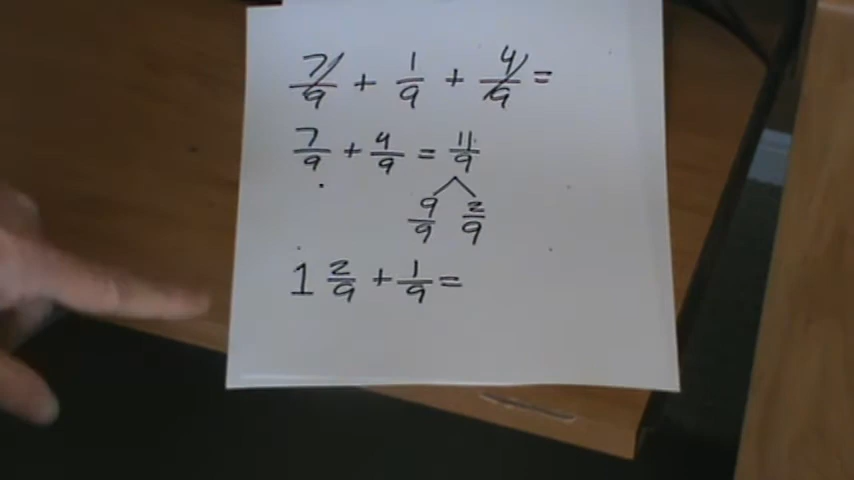 7/9 + 1/9 + 4/9 =
7/9 + 4/9 = 11/9
9/9 2/9
1 2/9 + 1/9 =